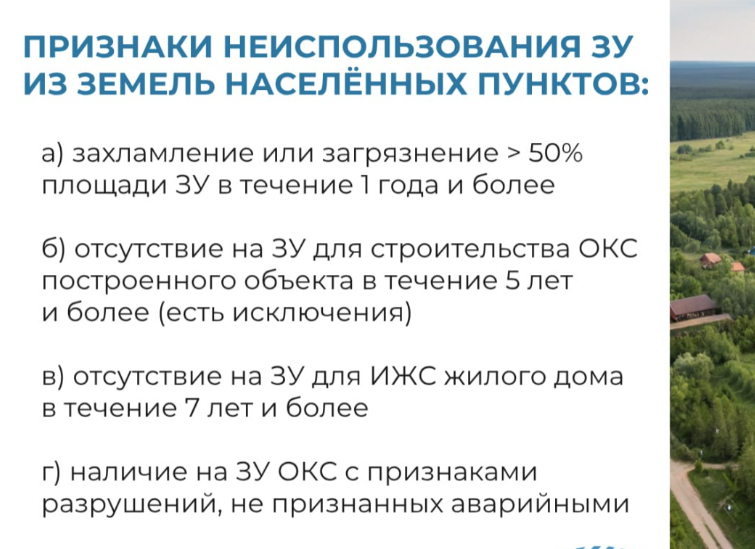 ПРИЗНАКИ НЕИСПОЛЬЗОВАНИЯ ЗУ
ИЗ ЗЕМЕЛЬ НАСЕЛЁННЫХ ПУНКТОВ:
а) захламление или загрязнение > 50%
площади ЗУ в течение 1 года и более
б) отсутствие на ЗУ для строительства ОКС
построенного объекта в течение 5 лет
и более (есть исключения)
в) отсутствие на ЗУ для ИЖС жилого дома
в течение 7 лет и более
г) наличие на ЗУ ОКС с признаками
разрушений, не признанных аварийными